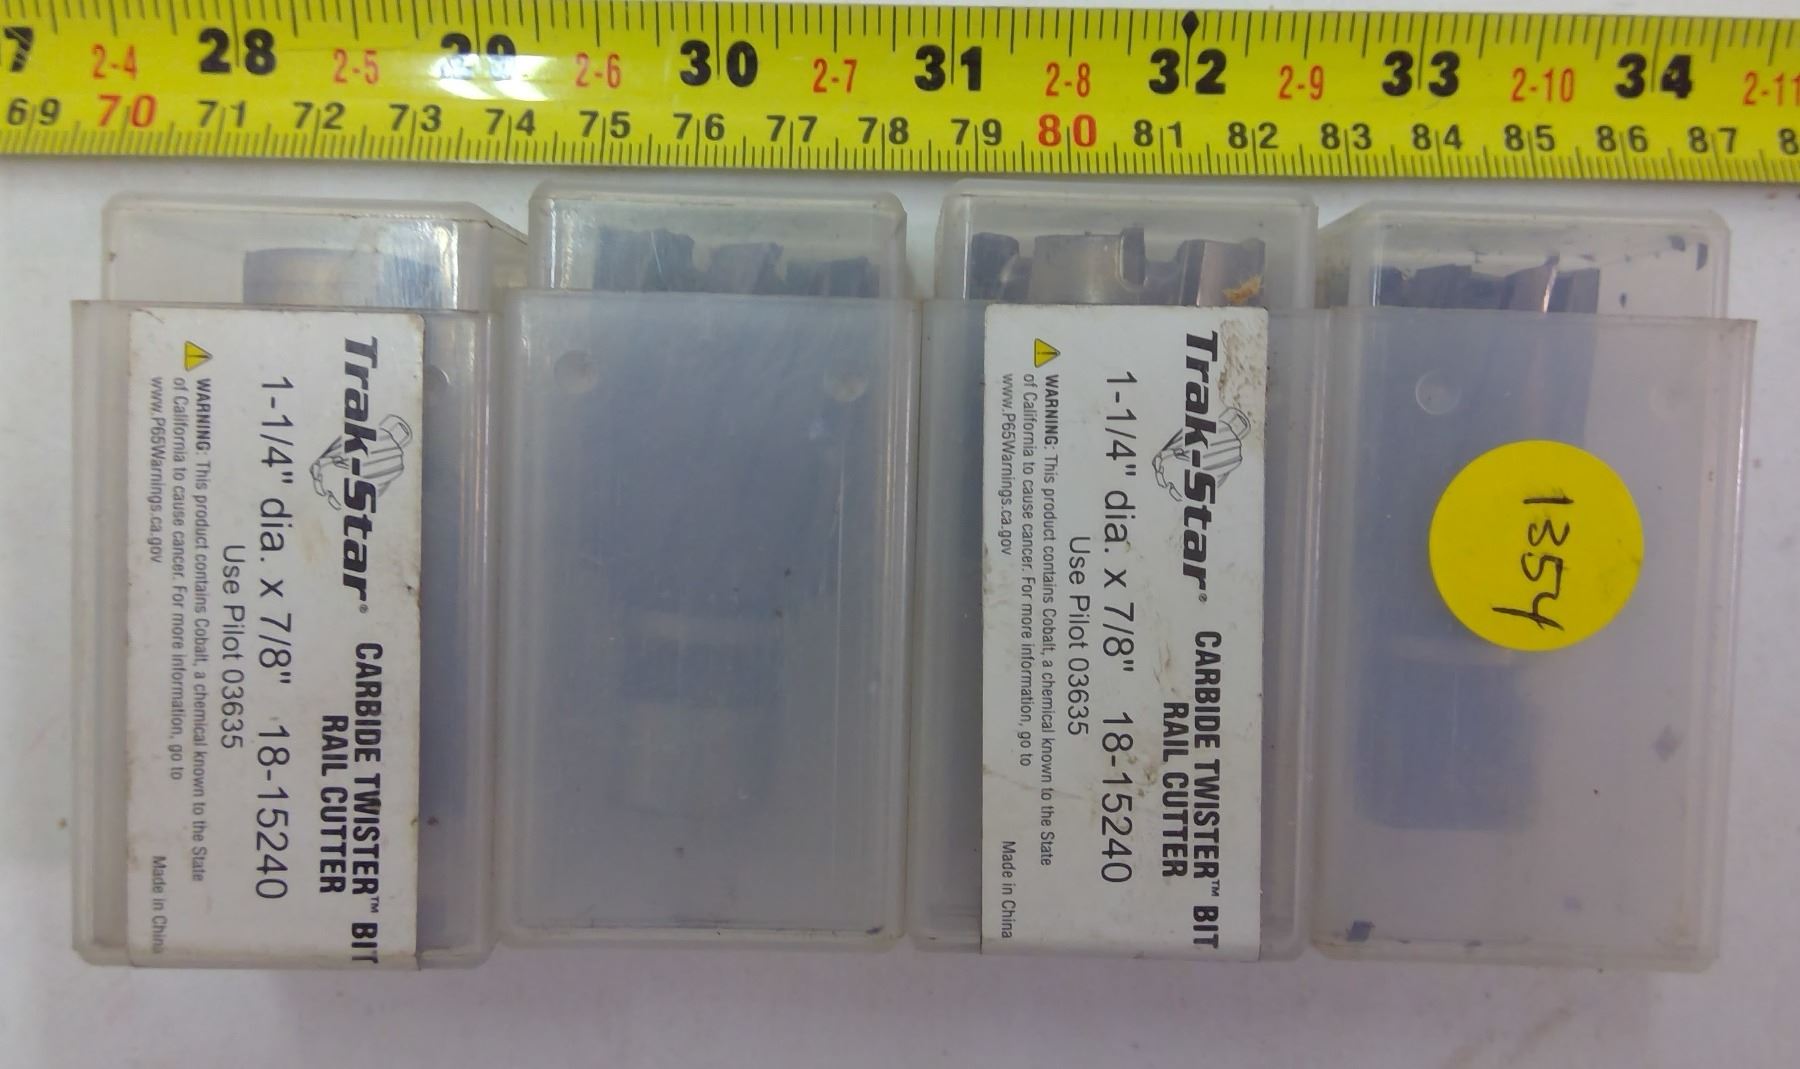 7 28 29 30 31 32 33 34
2-4 2-5 2-6 2-7 2-8 2-9 2-10 2-11
69 70 71 72 73 74 75 76 77 78 79 80 81 82 83 84 85 86 87 8
Trak-Star® CARBIDE TWISTER™ BIT
RAIL CUTTER
1-1/4" dia. x 7/8" 18-15240
Use Pilot 03635
WARNING: This product contains Cobalt, a chemical known to the State
of California to cause cancer. For more information, go to
www.P65Warnings.ca.gov Made in China
Trak-Star® CARBIDE TWISTER™ BIT
RAIL CUTTER
1-1/4" dia. x 7/8" 18-15240
Use Pilot 03635
WARNING: This product contains Cobalt, a chemical known to the State
of California to cause cancer. For more information, go to
www.P65Warnings.ca.gov Made in China
1354